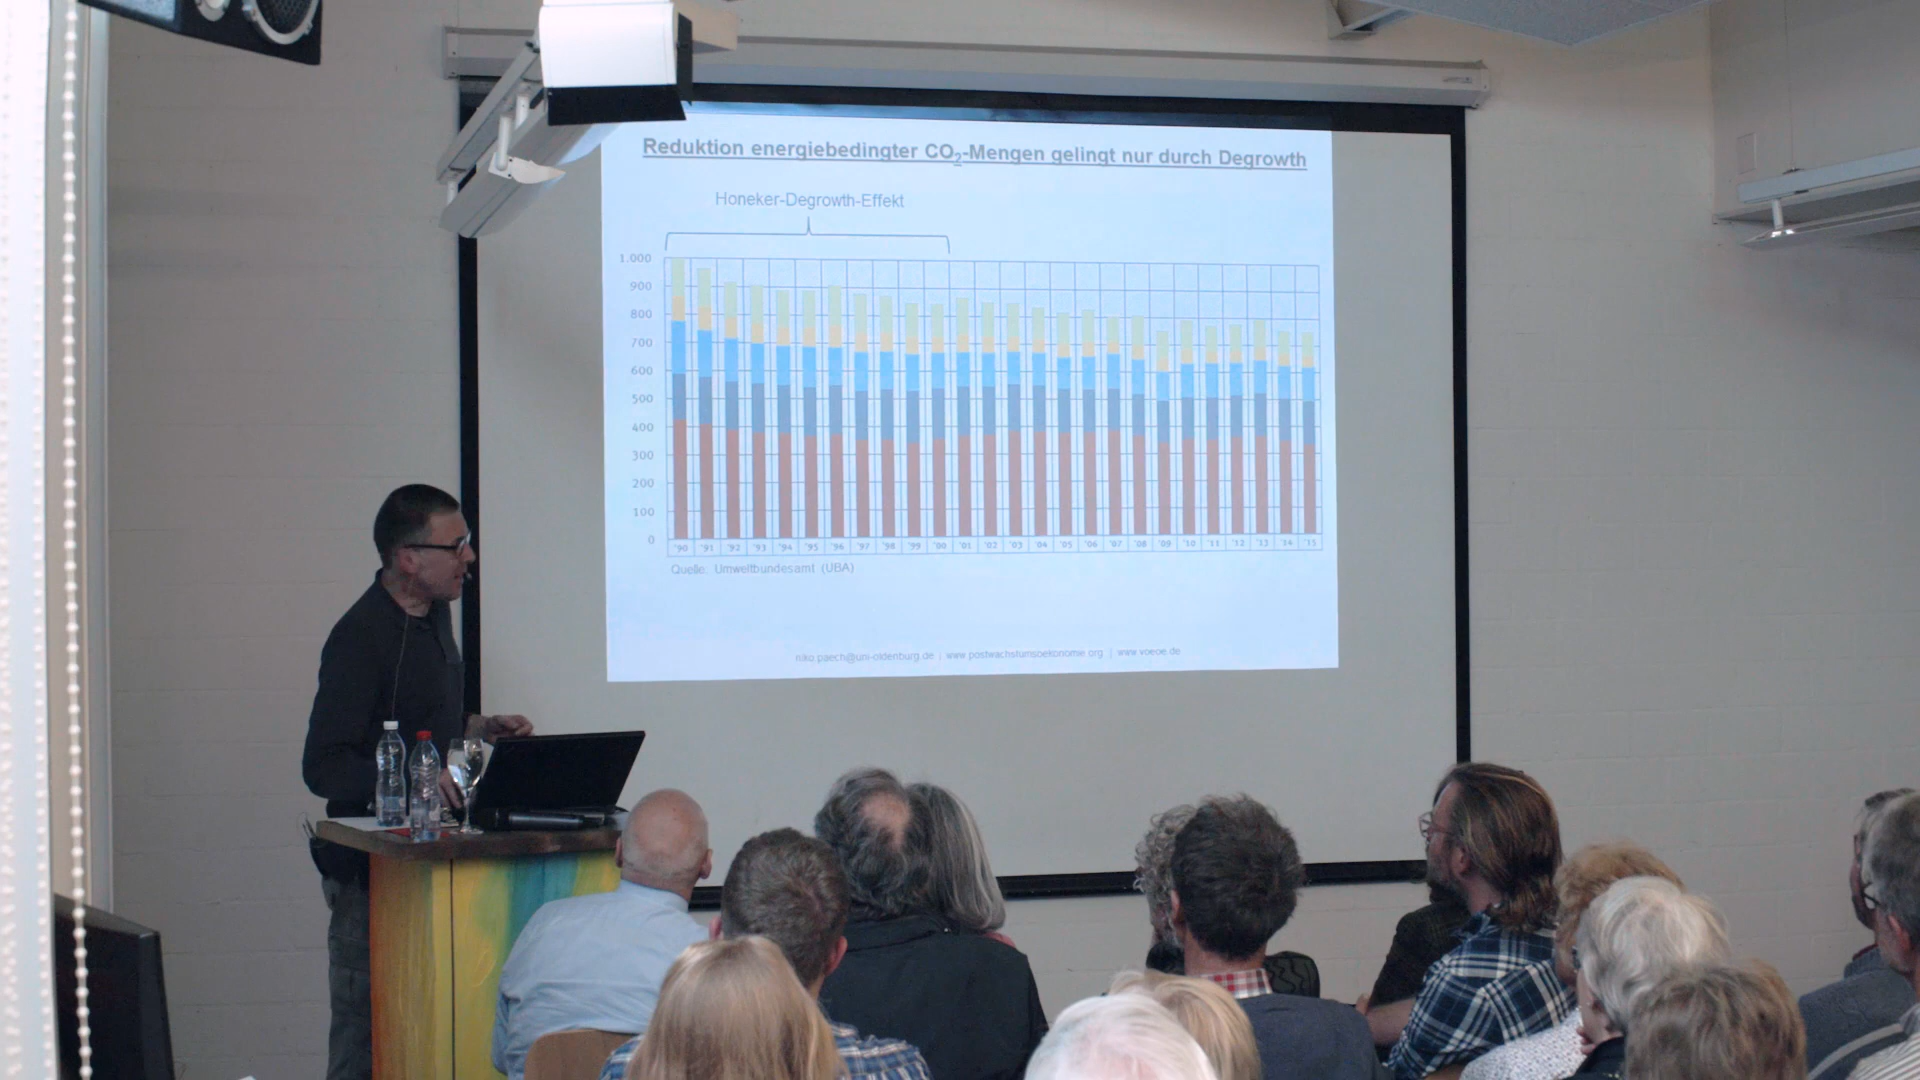 Reduktion energiebedingter CO₂-Mengen gelingt nur durch Degrowth
Honeker-Degrowth-Effekt
1.000
900
800
700
600
500
400
300
200
100
0
'90 '91 '92 '93 '94 '95 '96 '97 '98 '99 '00 '01 '02 '03 '04 '05 '06 '07 '08 '09 '10 '11 '12 '13 '14 '15
Quelle: Umweltbundesamt (UBA)
niko.paech@uni-oldenburg.de | www.postwachstumsoekonomie.org | www.voeoe.de